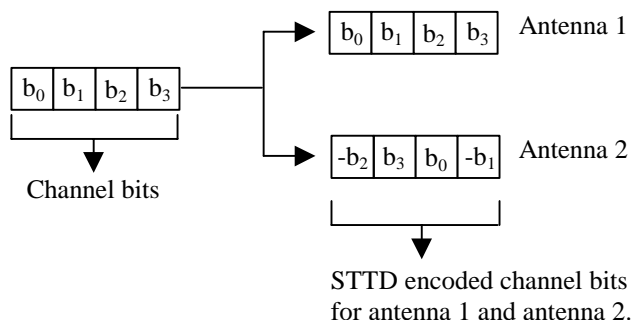 b₀ b₁ b₂ b₃ Antenna 1
b₀ b₁ b₂ b₃
-b₂ b₃ b₀ -b₁ Antenna 2
Channel bits
STTD encoded channel bits
for antenna 1 and antenna 2.